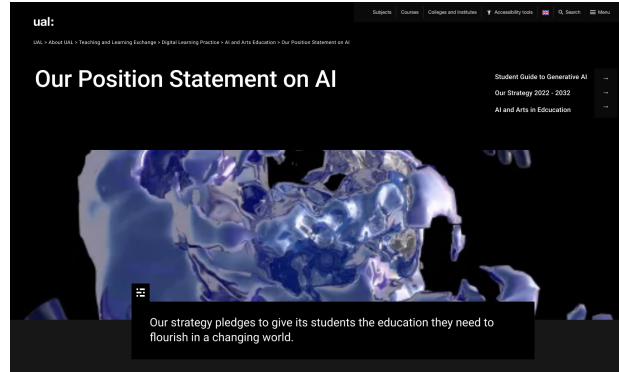 ual:
Subjects
Courses
Colleges and Institutes
Accessibility tools
Search
Menu
UAL > About UAL > Teaching and Learning Exchange > Digital Learning Practice > AI and Arts Education > Our Position Statement on AI
Our Position Statement on AI
Student Guide to Generative AI →
Our Strategy 2022 - 2032 →
AI and Arts in Edcucation →
Our strategy pledges to give its students the education they need to
flourish in a changing world.